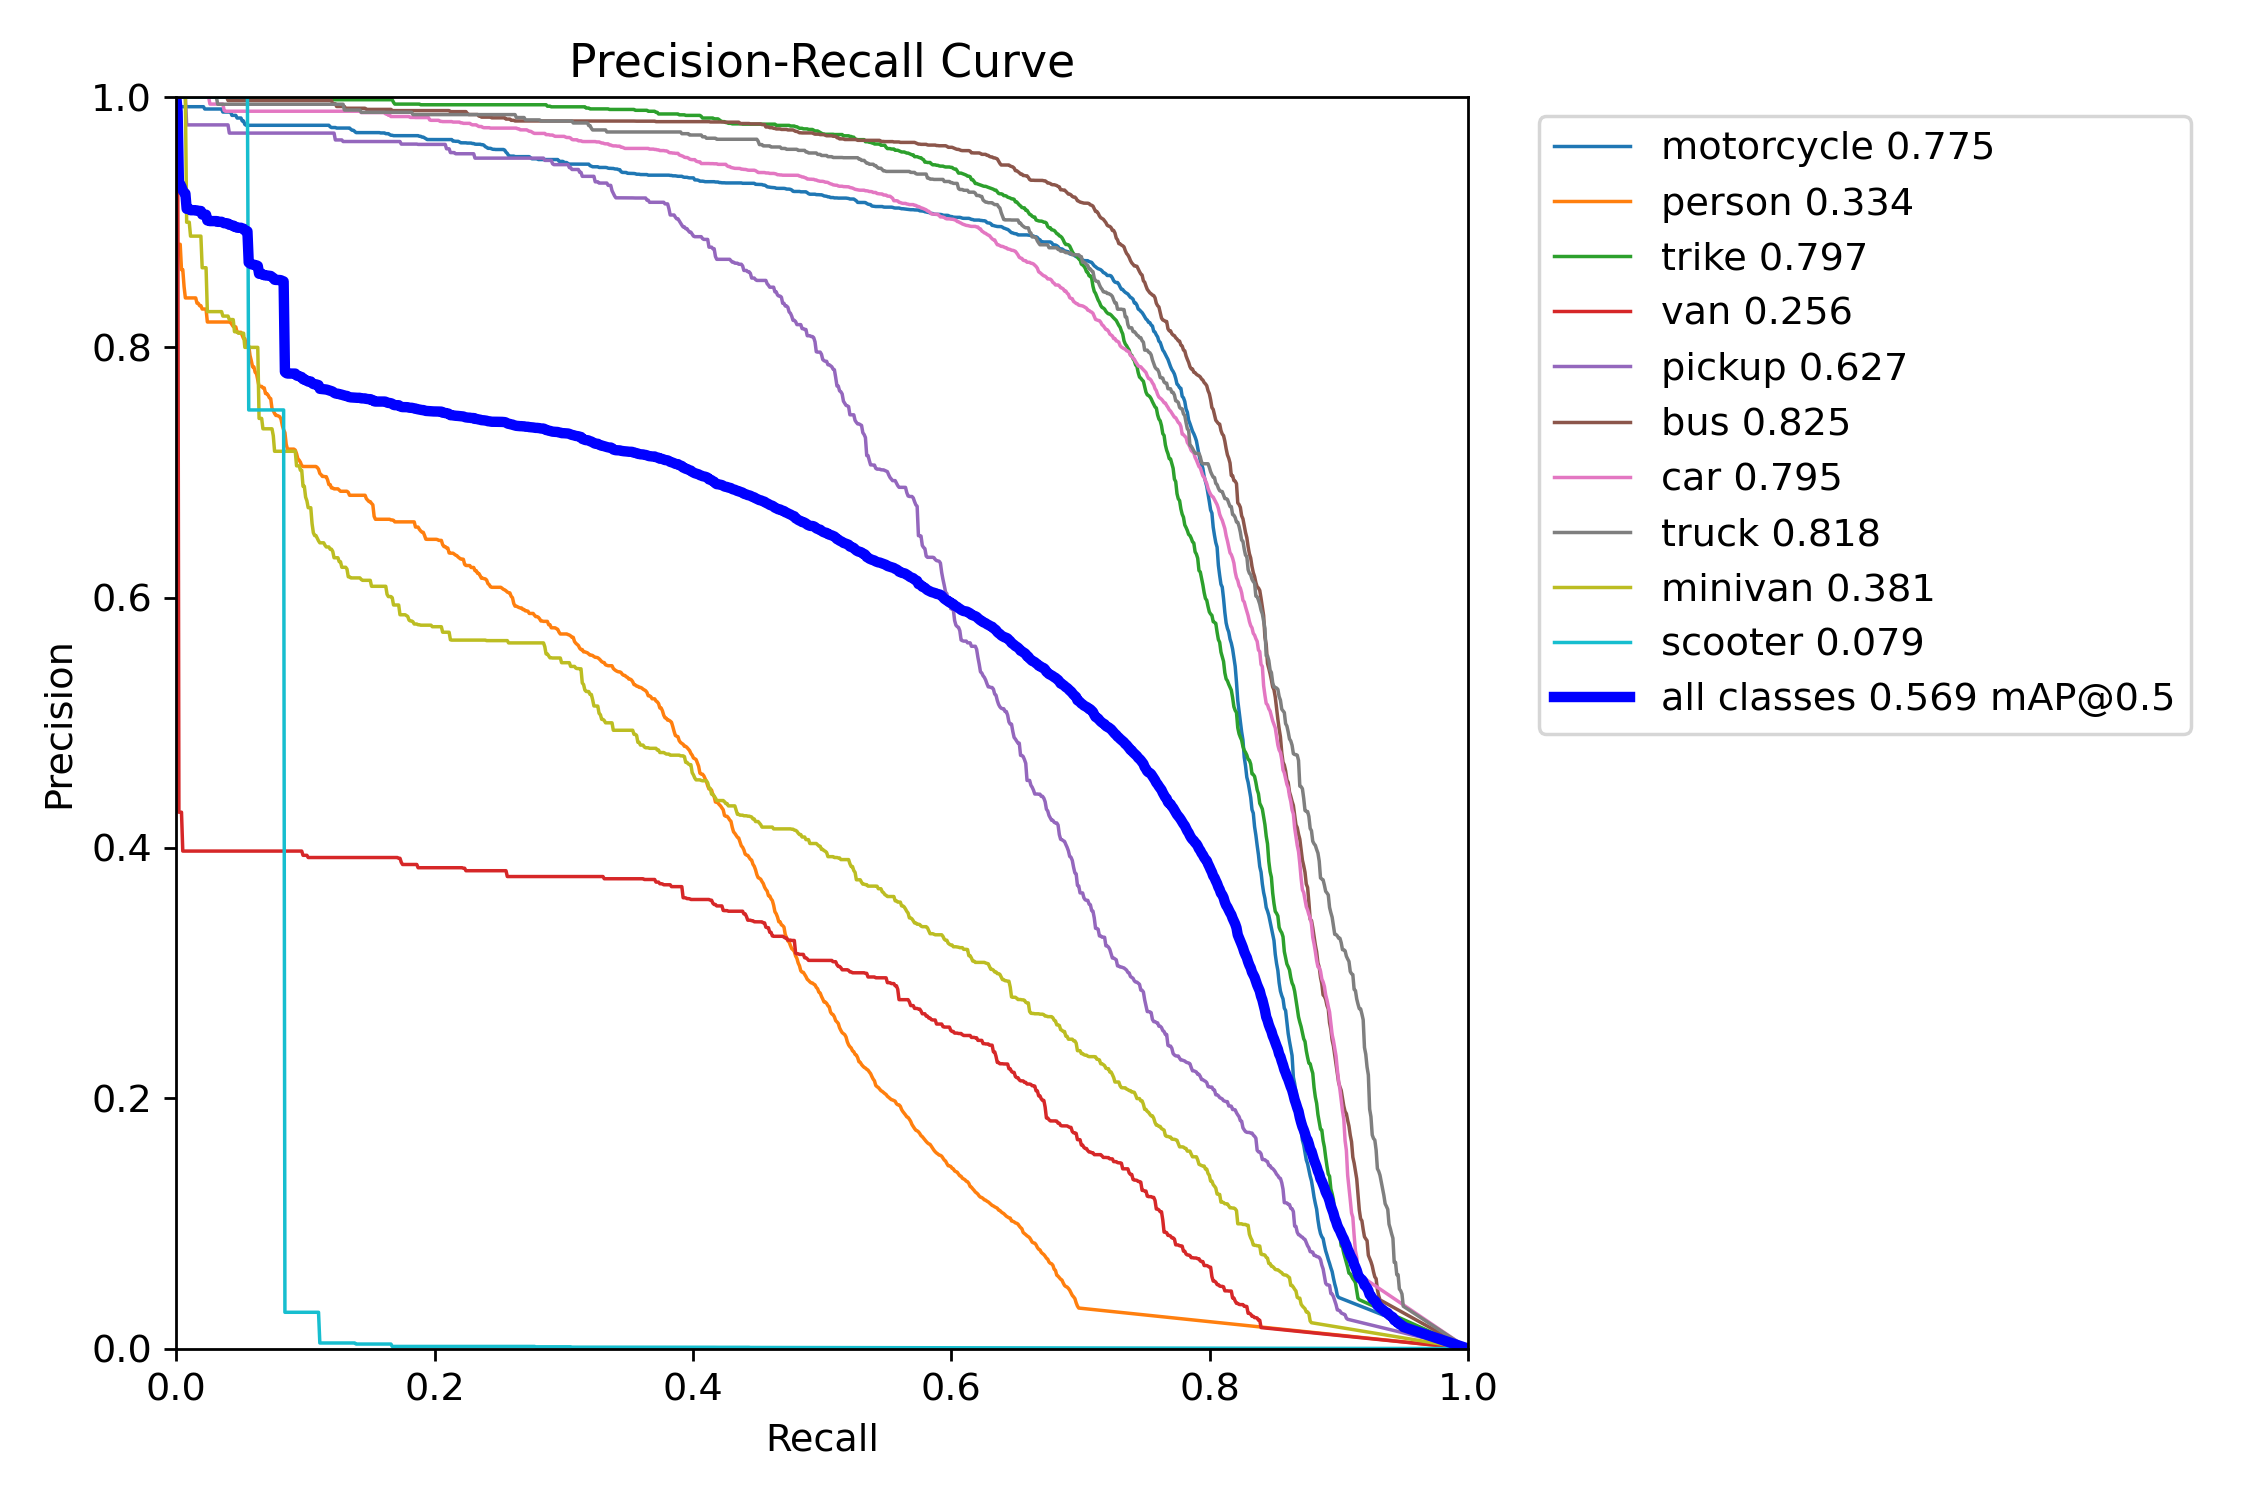 Precision-Recall Curve
1.0
0.8
0.6
0.4
0.2
0.0
Precision
0.0 0.2 0.4 0.6 0.8 1.0
Recall
motorcycle 0.775
person 0.334
trike 0.797
van 0.256
pickup 0.627
bus 0.825
car 0.795
truck 0.818
minivan 0.381
scooter 0.079
all classes 0.569 mAP@0.5